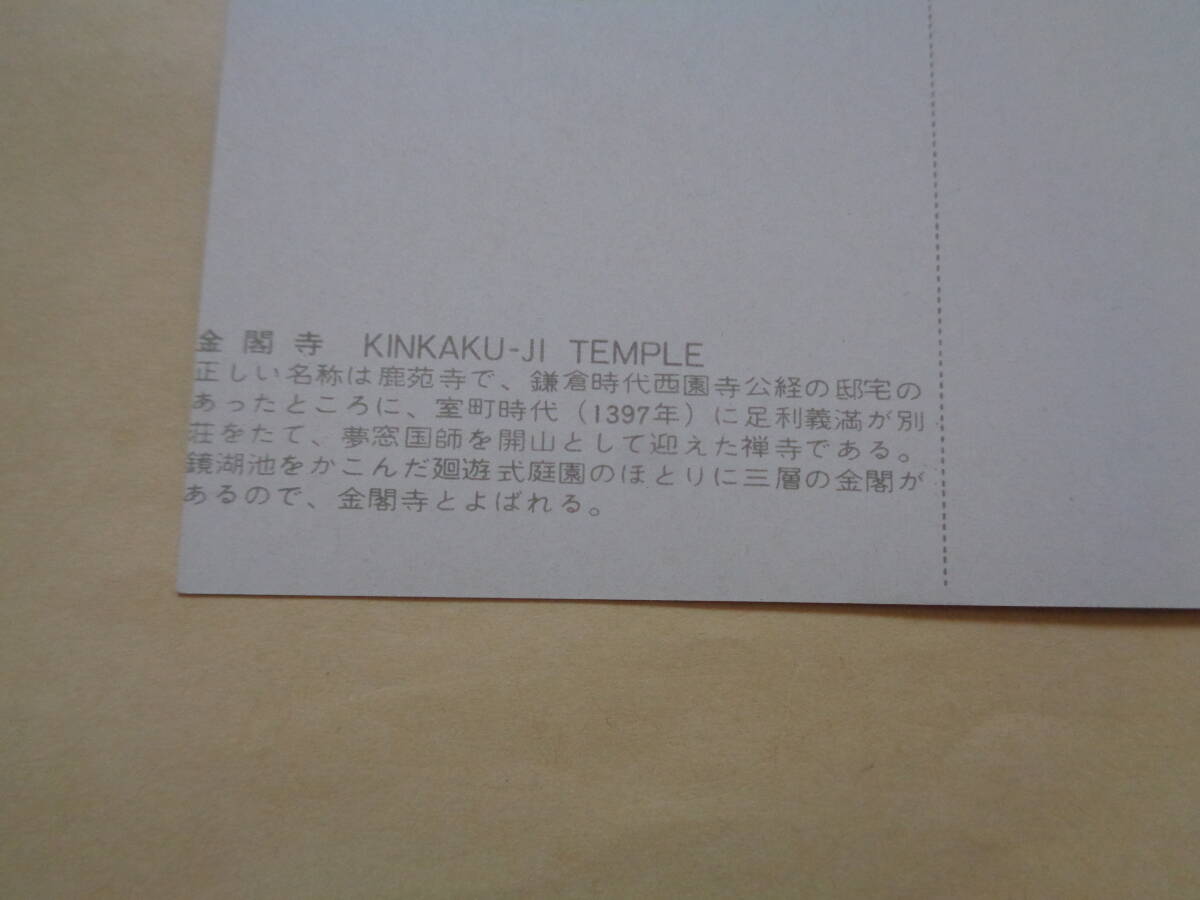 金閣寺 KINKAKU-JI TEMPLE
正しい名称は鹿苑寺で、鎌倉時代西園寺公経の邸宅の
あったところに、室町時代（1397年）に足利義満が別
荘をたて、夢窓国師を開山として迎えた禅寺である。
鏡湖池をかこんだ廻遊式庭園のほとりに三層の金閣が
あるので、金閣寺とよばれる。